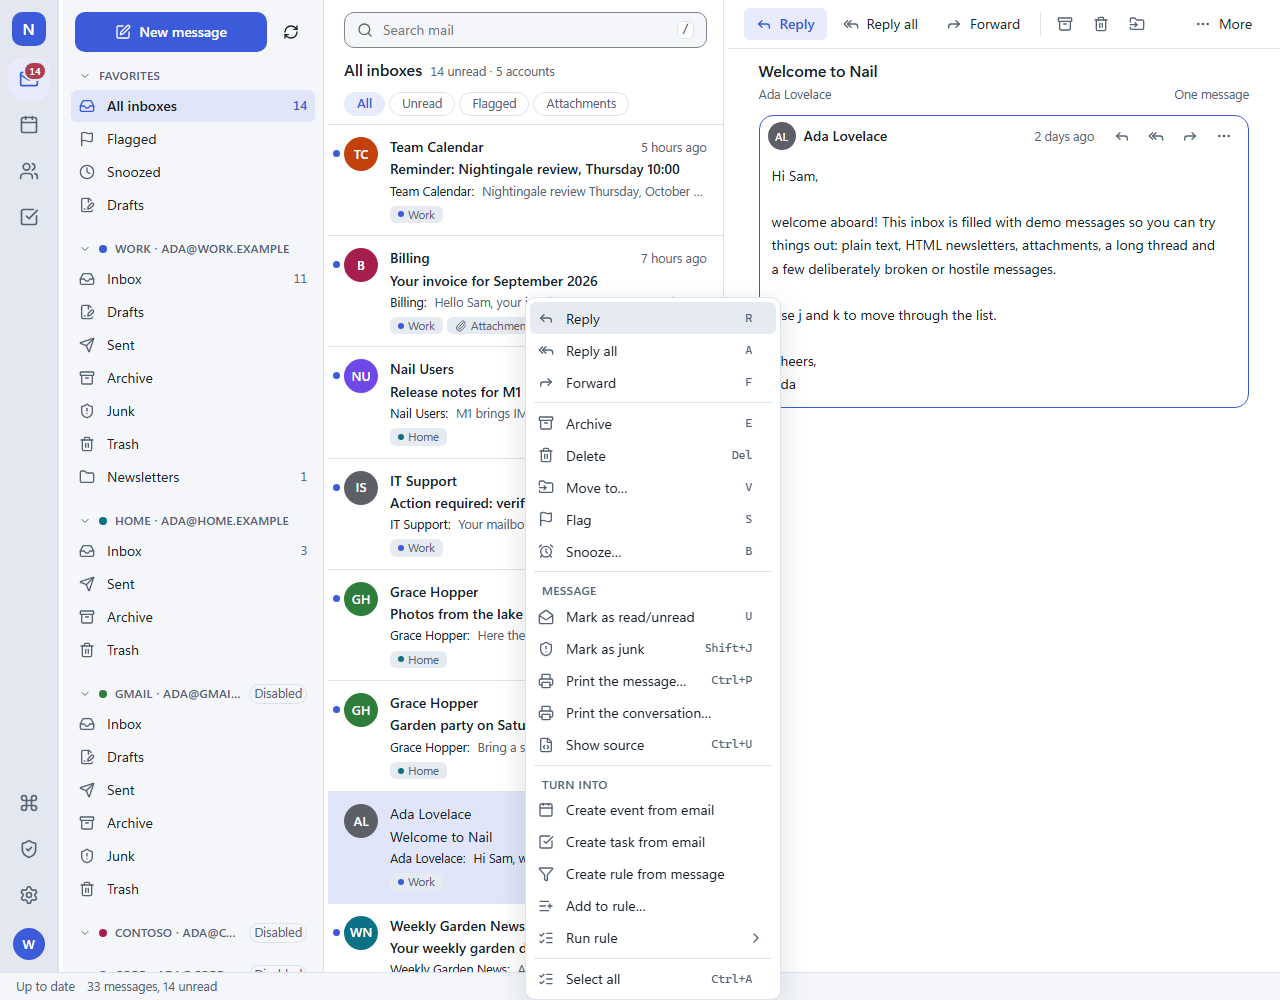 N
14
New message
FAVORITES
All inboxes 14
Flagged
Snoozed
Drafts
WORK · ADA@WORK.EXAMPLE
Inbox 11
Drafts
Sent
Archive
Junk
Trash
Newsletters 1
HOME · ADA@HOME.EXAMPLE
Inbox 3
Sent
Archive
Trash
GMAIL · ADA@GMAI... Disabled
Inbox
Drafts
Sent
Archive
Junk
Trash
CONTOSO · ADA@C... Disabled
W
Up to date 33 messages, 14 unread
Search mail /
All inboxes 14 unread · 5 accounts
All Unread Flagged Attachments
TC Team Calendar 5 hours ago
Reminder: Nightingale review, Thursday 10:00
Team Calendar: Nightingale review Thursday, October ...
Work
B Billing 7 hours ago
Your invoice for September 2026
Billing: Hello Sam, your
Work Attachmen
NU Nail Users
Release notes for M1
Nail Users: M1 brings IM
Home
IS IT Support
Action required: verif
IT Support: Your mailbo
Work
GH Grace Hopper
Photos from the lake
Grace Hopper: Here the
Home
GH Grace Hopper
Garden party on Satu
Grace Hopper: Bring a s
Home
AL Ada Lovelace
Welcome to Nail
Ada Lovelace: Hi Sam, w
Work
WN Weekly Garden News
Your weekly garden d
Weekly Garden News: A
Reply R
Reply all A
Forward F
Archive E
Delete Del
Move to... V
Flag S
Snooze... B
MESSAGE
Mark as read/unread U
Mark as junk Shift+J
Print the message... Ctrl+P
Print the conversation...
Show source Ctrl+U
TURN INTO
Create event from email
Create task from email
Create rule from message
Add to rule...
Run rule
Select all Ctrl+A
Reply Reply all Forward More
Welcome to Nail
Ada Lovelace One message
AL Ada Lovelace 2 days ago
Hi Sam,
welcome aboard! This inbox is filled with demo messages so you can try
things out: plain text, HTML newsletters, attachments, a long thread and
a few deliberately broken or hostile messages.
se j and k to move through the list.
heers,
da